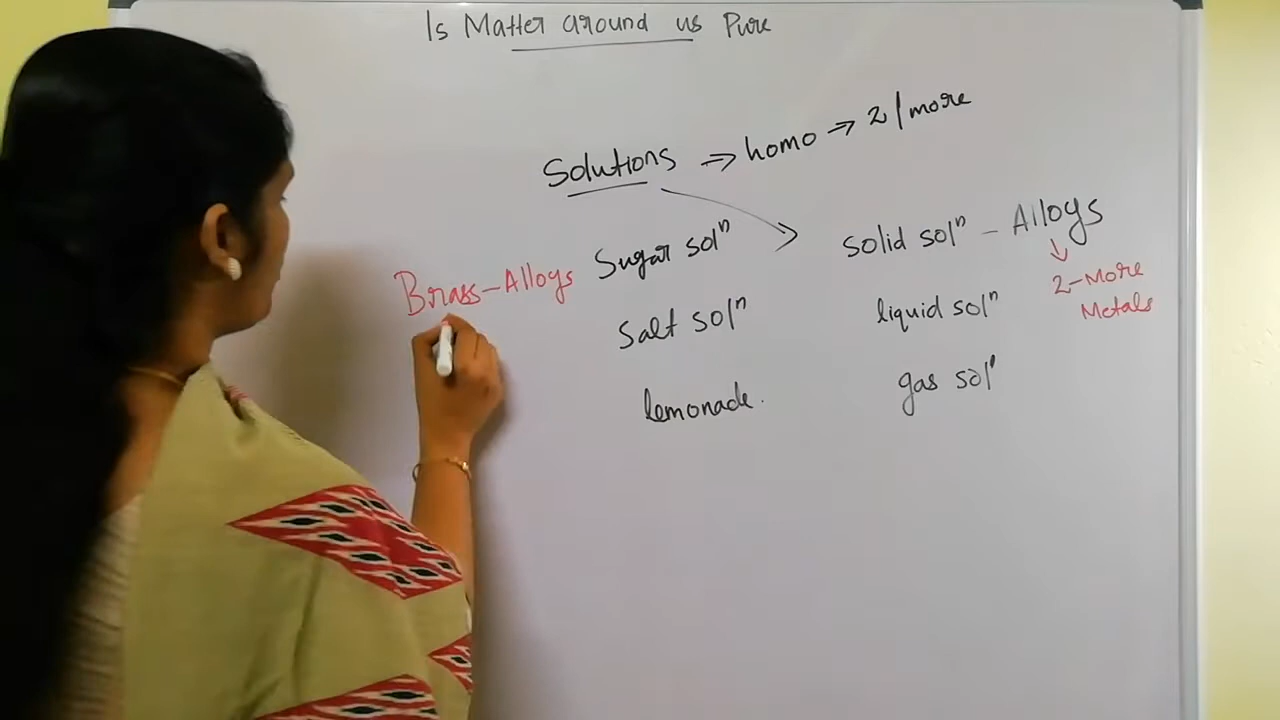 Is Matter around us Pure
Solutions ⇒ homo ⇒ 2/more
Brass-Alloys
Sugar solⁿ
Salt solⁿ
lemonade.
Solid solⁿ - Alloys
2-More
Metals
liquid solⁿ
gas solⁿ